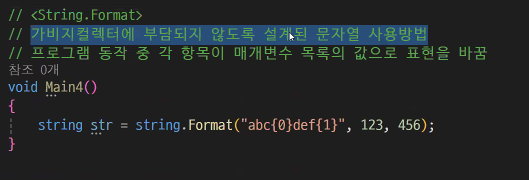 // <String.Format>
// 가비지컬렉터에 부담되지 않도록 설계된 문자열 사용방법
// 프로그램 동작 중 각 항목이 매개변수 목록의 값으로 표현을 바꿈
참조 0개
void Main4()
{
string str = string.Format("abc{0}def{1}", 123, 456);
}